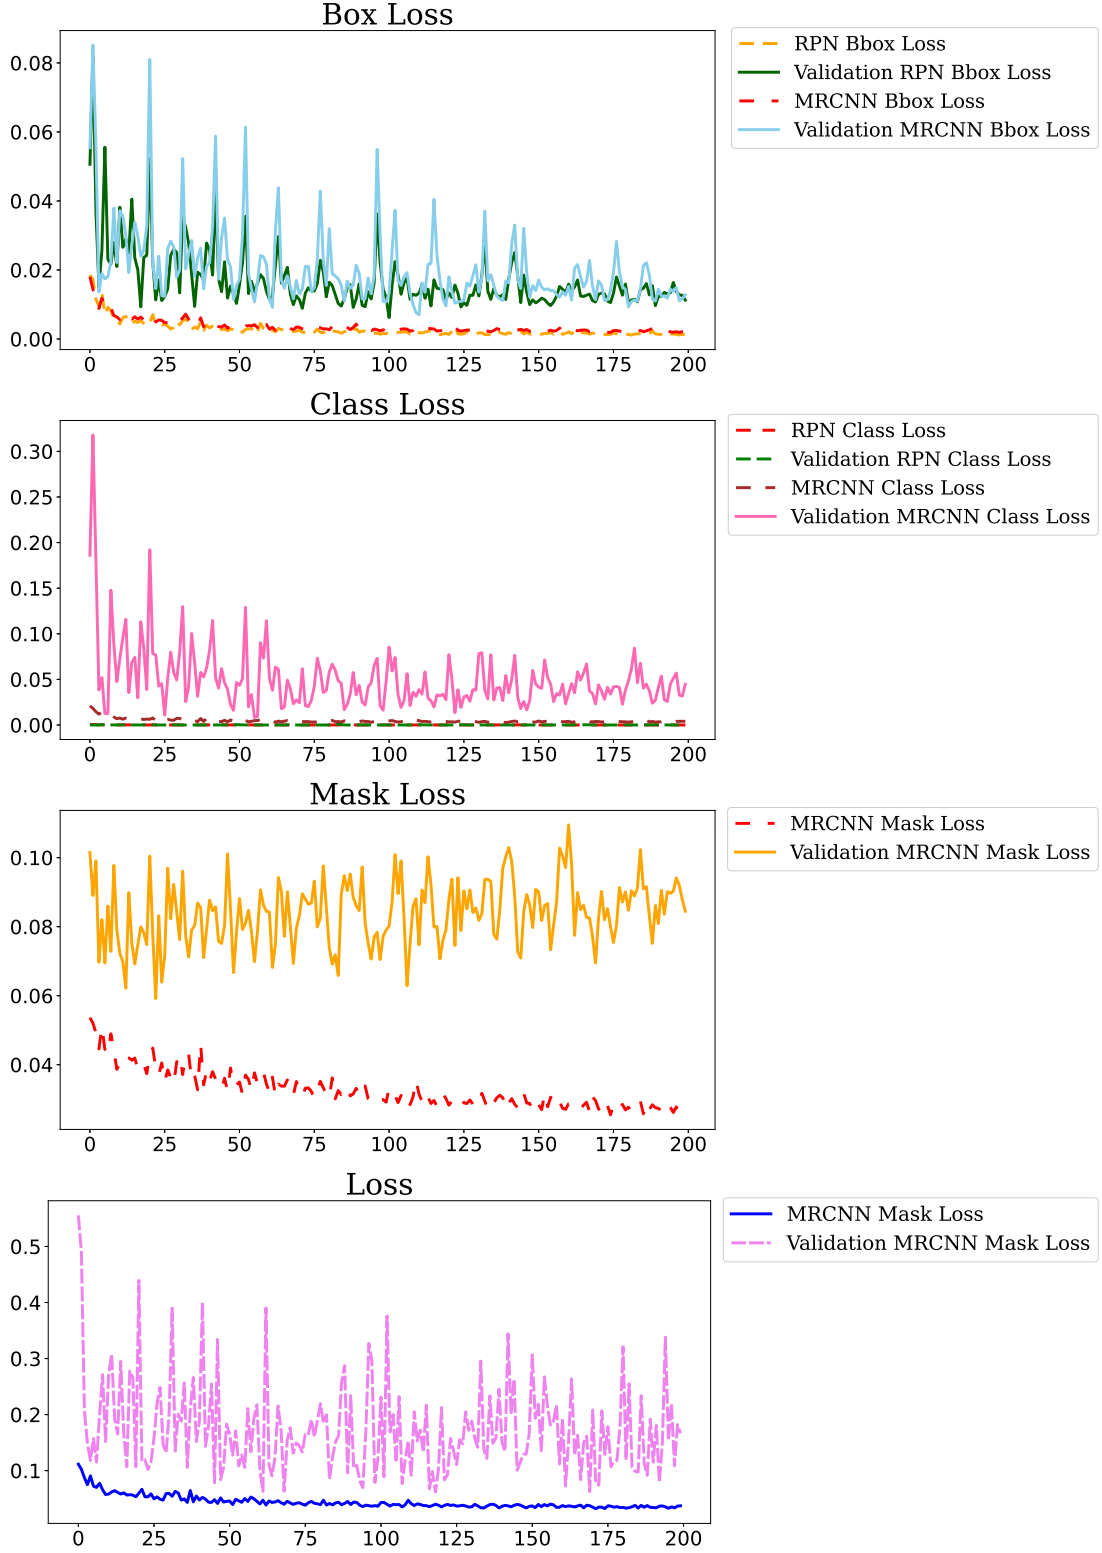 Box Loss
0.08
0.06
0.04
0.02
0.00
0 25 50 75 100 125 150 175 200
RPN Bbox Loss
Validation RPN Bbox Loss
MRCNN Bbox Loss
Validation MRCNN Bbox Loss
Class Loss
0.30
0.25
0.20
0.15
0.10
0.05
0.00
0 25 50 75 100 125 150 175 200
RPN Class Loss
Validation RPN Class Loss
MRCNN Class Loss
Validation MRCNN Class Loss
Mask Loss
0.10
0.08
0.06
0.04
0 25 50 75 100 125 150 175 200
MRCNN Mask Loss
Validation MRCNN Mask Loss
Loss
0.5
0.4
0.3
0.2
0.1
0 25 50 75 100 125 150 175 200
MRCNN Mask Loss
Validation MRCNN Mask Loss